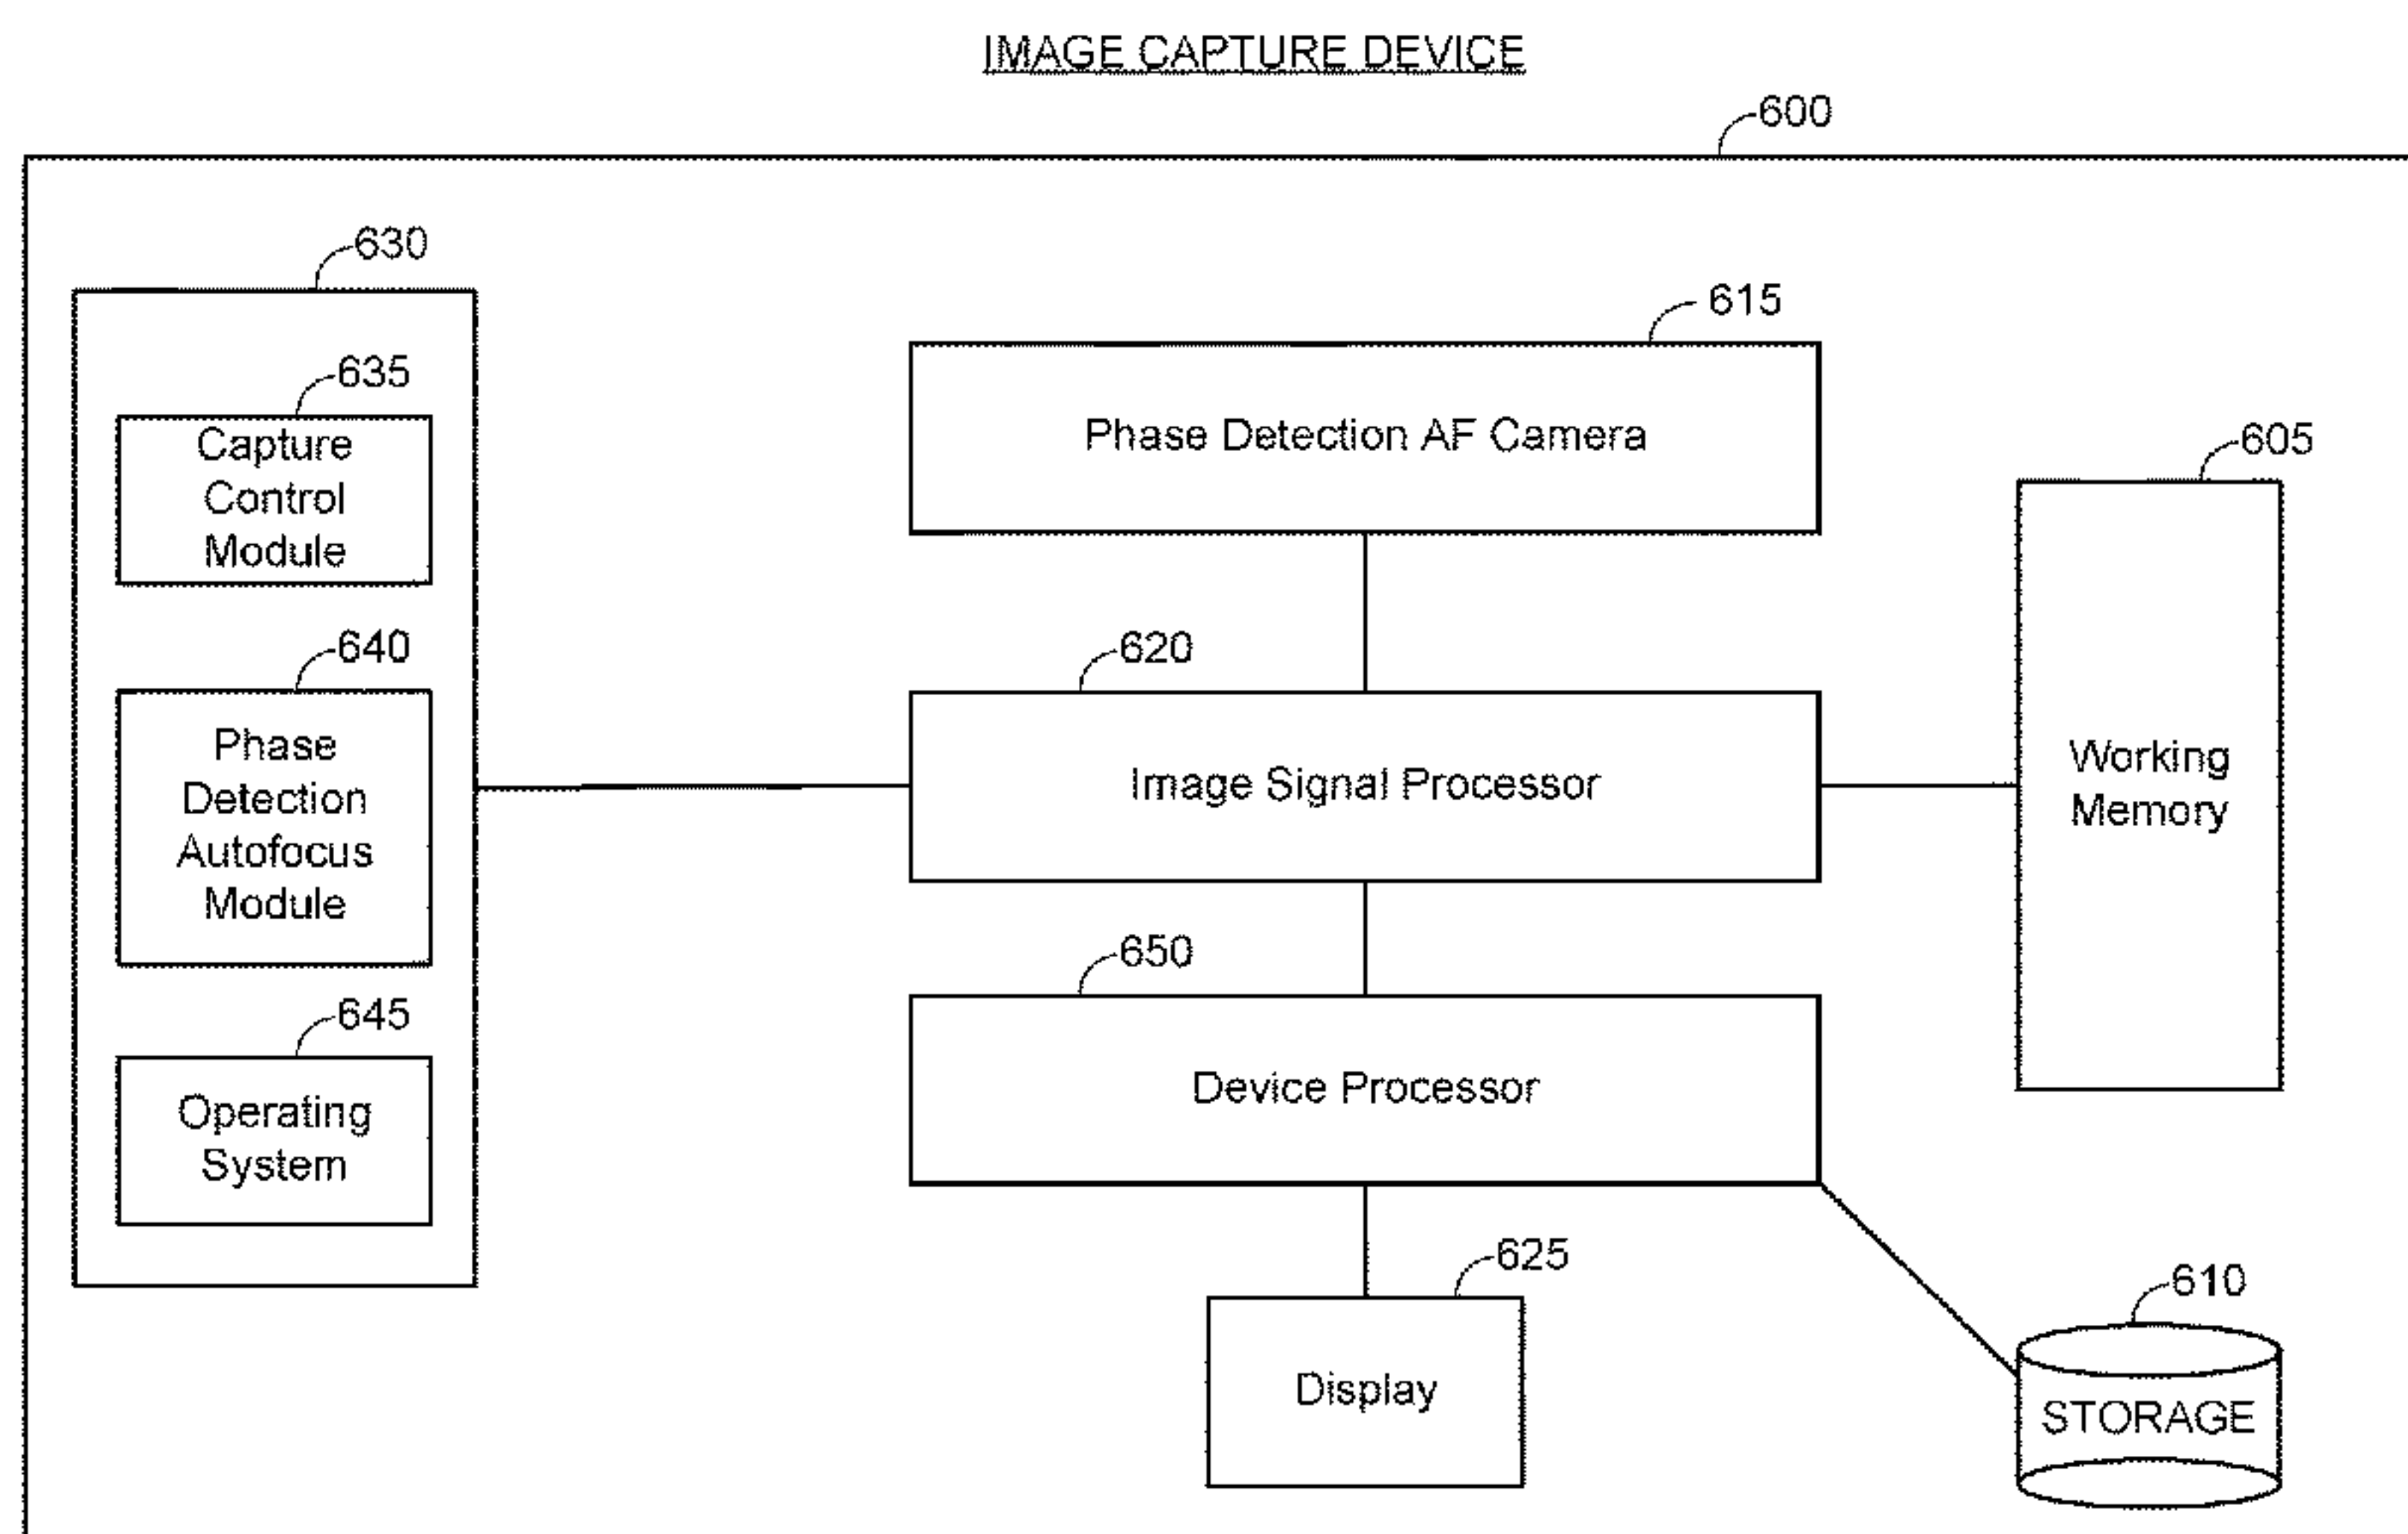 IMAGE CAPTURE DEVICE
600
630
635
Capture
Control
Module
640
Phase
Detection
Autofocus
Module
645
Operating
System
615
Phase Detection AF Camera
620
Image Signal Processor
650
Device Processor
625
Display
605
Working
Memory
610
STORAGE